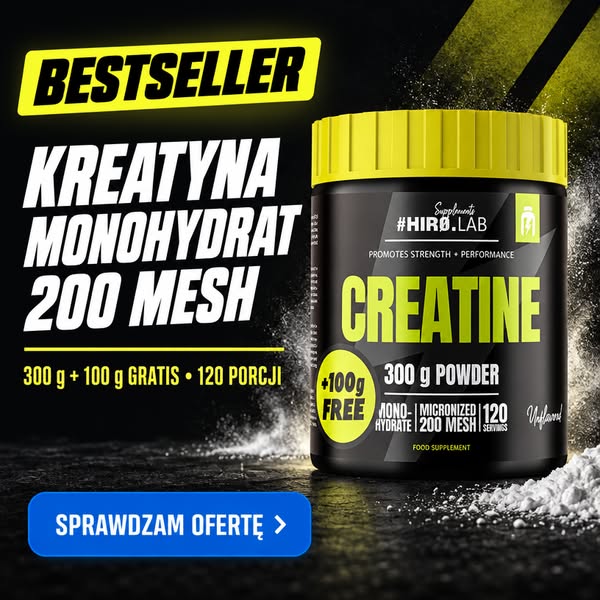 BESTSELLER
KREATYNA
MONOHYDRAT
200 MESH
300 g + 100 g GRATIS • 120 PORCJI
SPRAWDZAM OFERTĘ >
Supplements
#HIRØ.LAB
PROMOTES STRENGTH + PERFORMANCE
CREATINE
300 g POWDER
+100g
FREE
MONO-
HYDRATE
MICRONIZED
200 MESH
120
SERVINGS
Unflavored
FOOD SUPPLEMENT